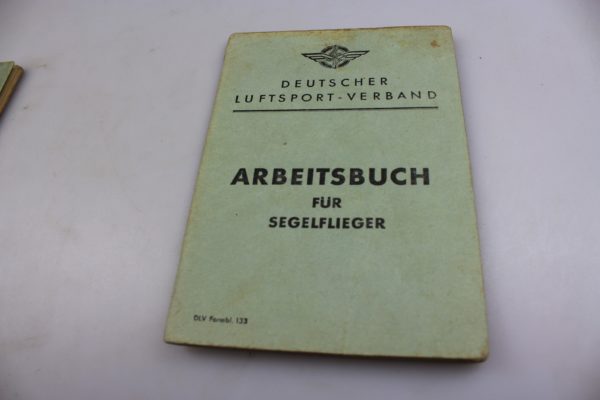 DEUTSCHER
LUFTSPORT-VERBAND
ARBEITSBUCH
FÜR
SEGELFLIEGER
DLV Formbl. 133